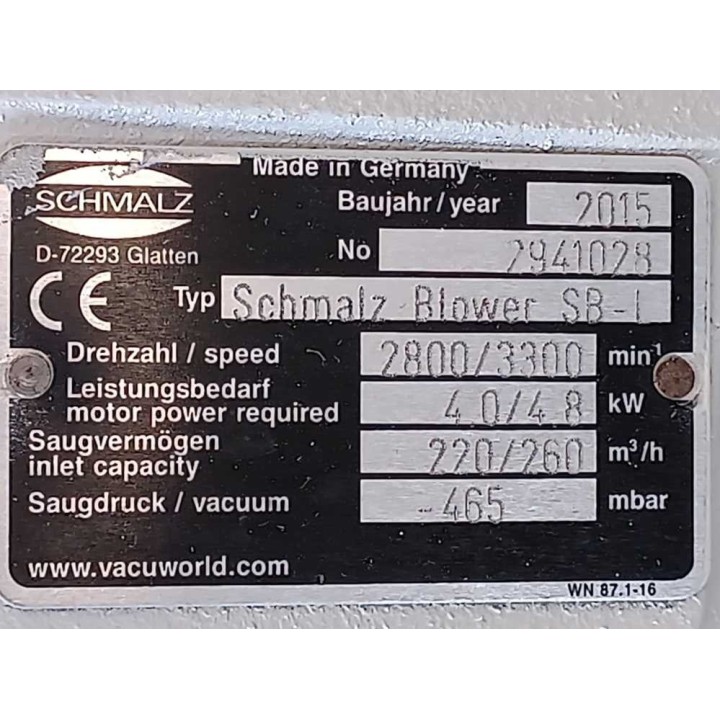 Made in Germany
SCHMALZ
Baujahr / year 2015
D-72293 Glatten
No 2941028
CE
Typ Schmalz Blower SB-L
Drehzahl / speed 2800/3300 min⁻¹
Leistungsbedarf
motor power required 4.0/4.8 kW
Saugvermögen
inlet capacity 220/260 m³/h
Saugdruck / vacuum -465 mbar
www.vacuworld.com
WN 87.1-16